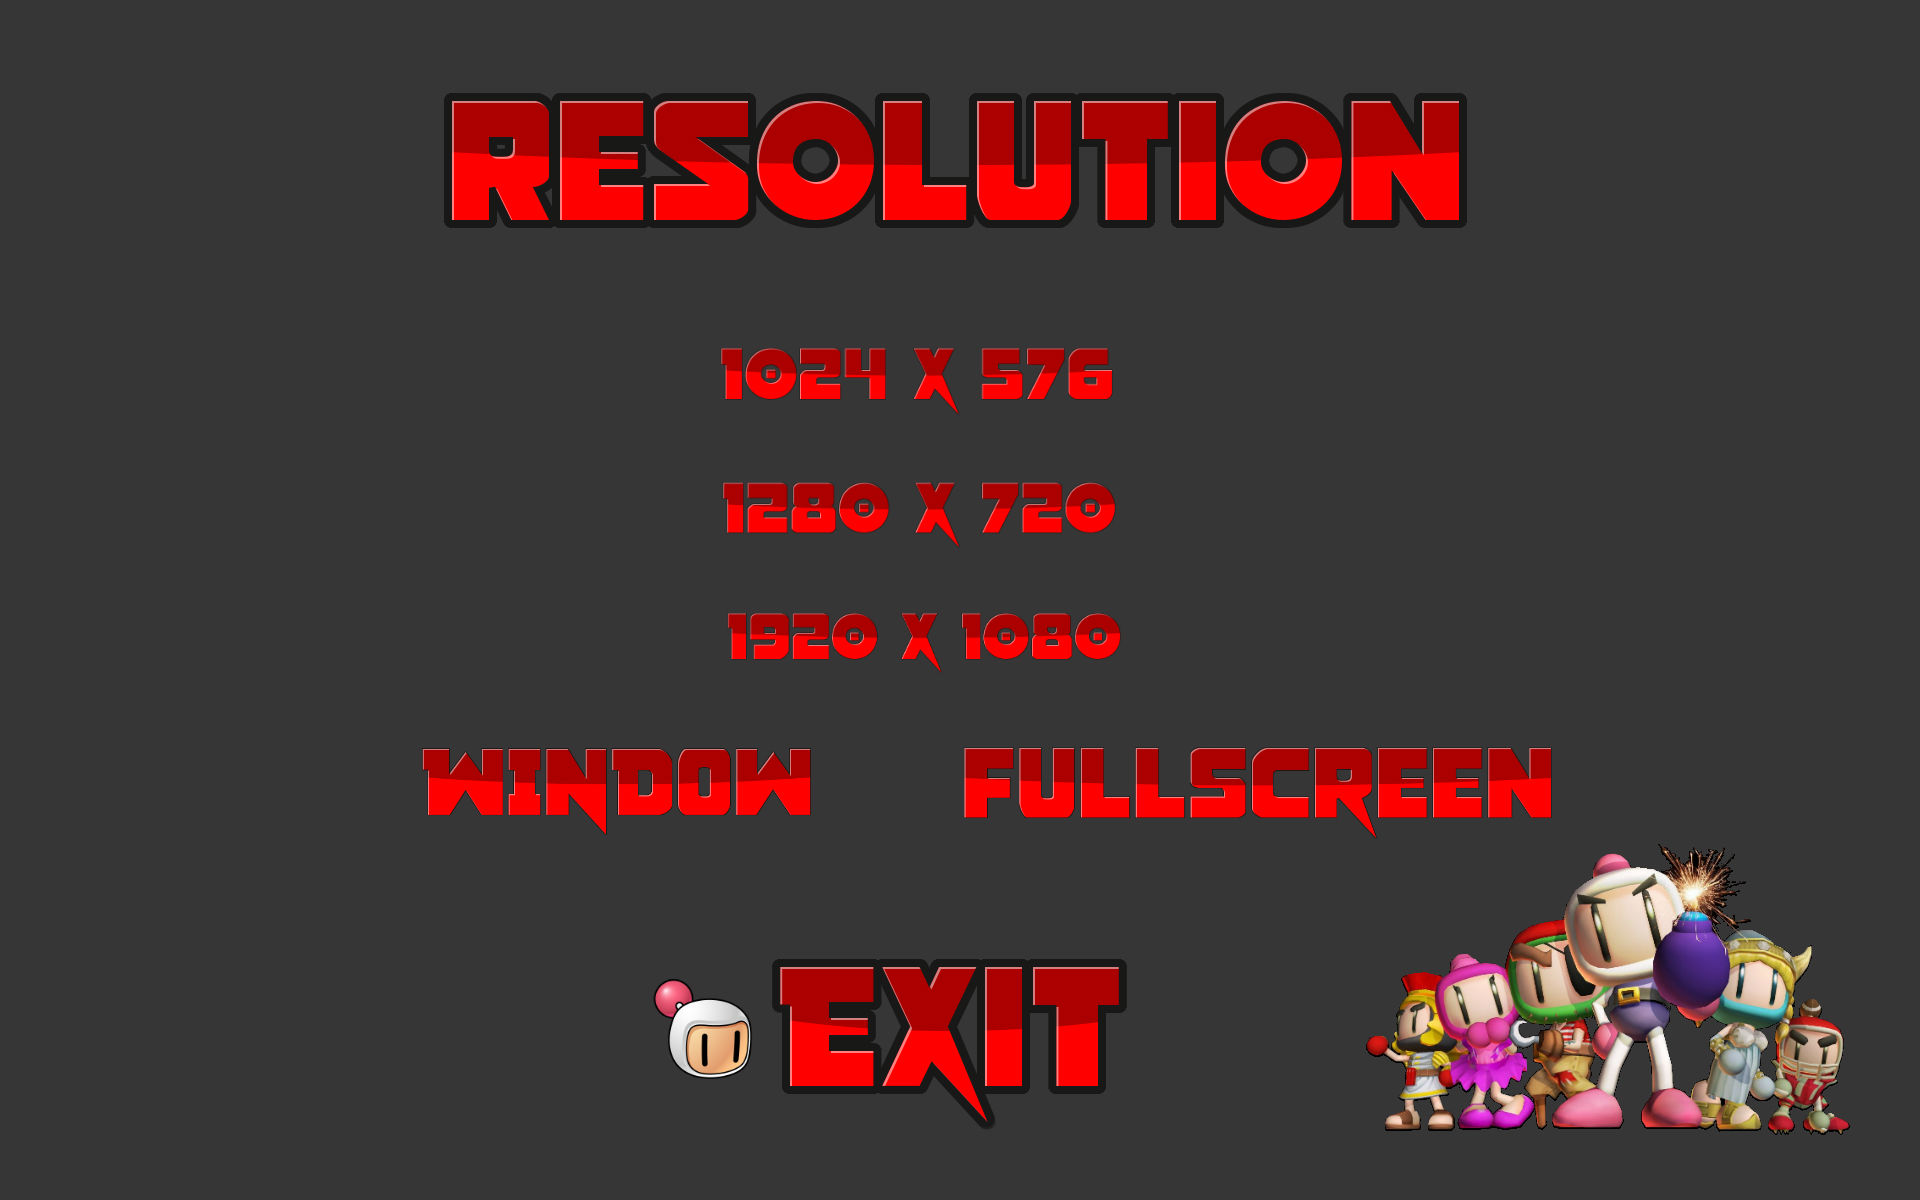 RESOLUTION
1024 X 576
1280 X 720
1920 X 1080
WINDOW FULLSCREEN
EXIT